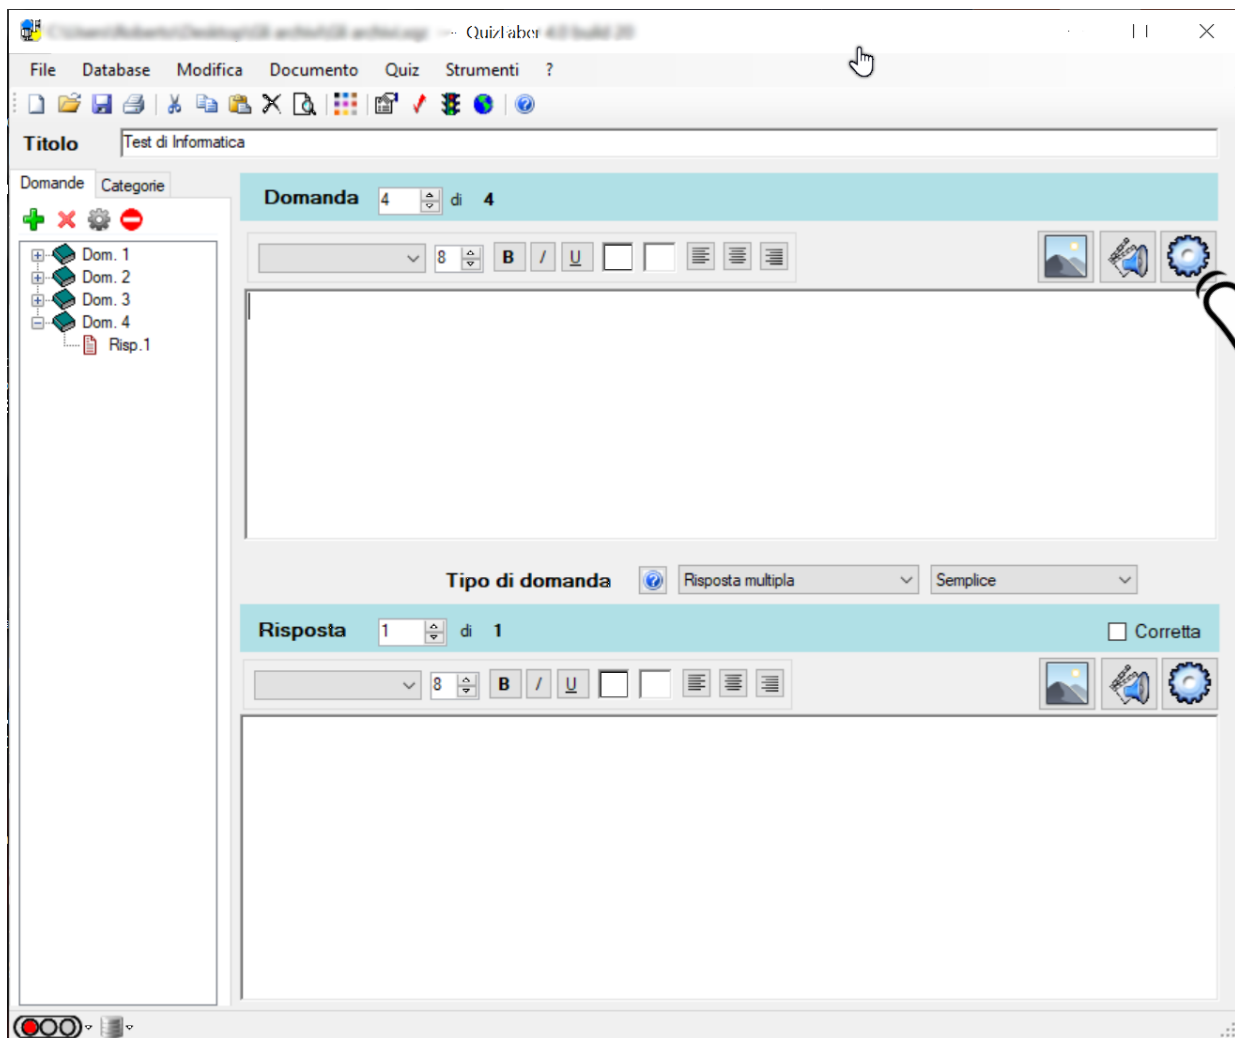 QuizFaber
File Database Modifica Documento Quiz Strumenti ?
Titolo Test di Informatica
Domande Categorie
Domanda 4 di 4
8 B I U
Dom. 1
Dom. 2
Dom. 3
Dom. 4
Risp.1
Tipo di domanda Risposta multipla Semplice
Risposta 1 di 1 Corretta
8 B I U